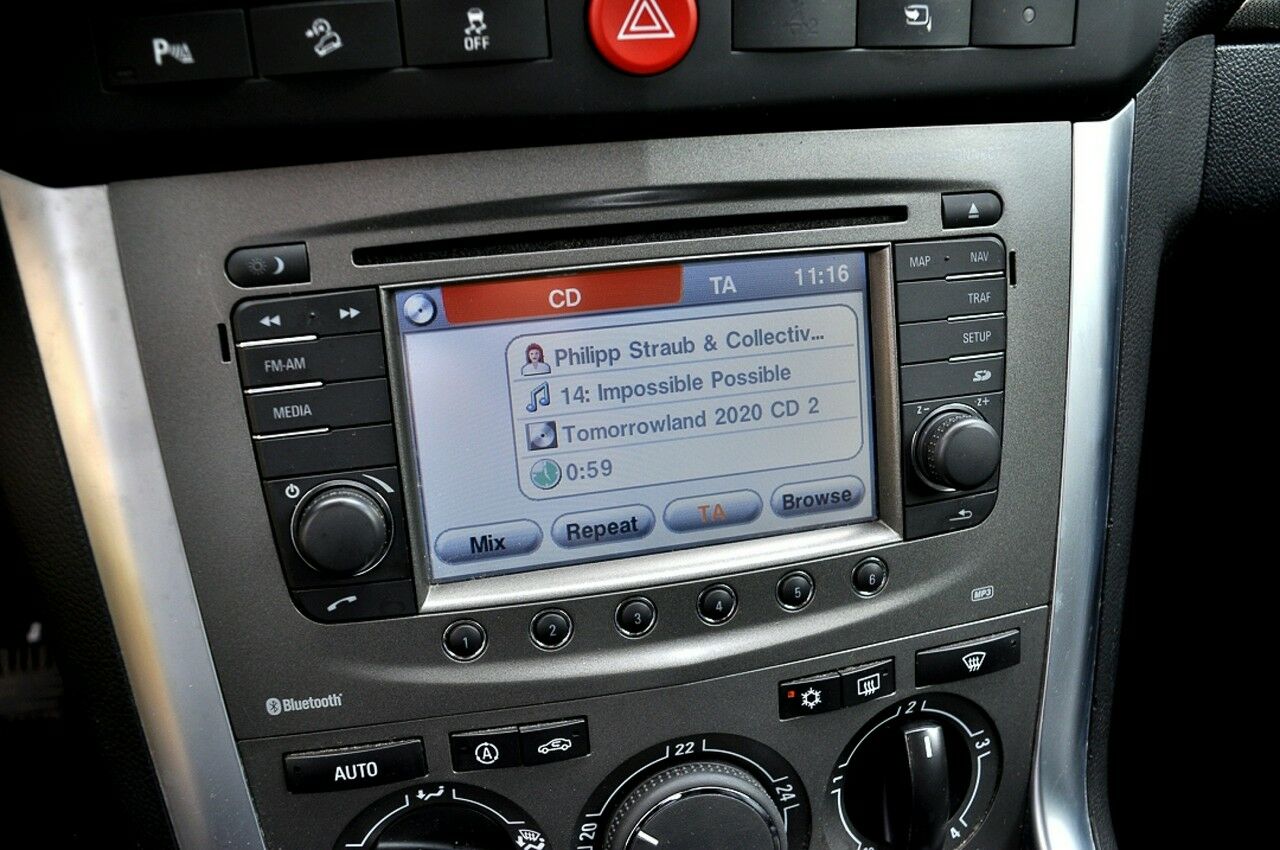 P
OFF
MAP NAV
CD TA 11:16
TRAF
FM-AM
Philipp Straub & Collectiv...
SETUP
14: Impossible Possible
MEDIA
Tomorrowland 2020 CD 2
z- z+
0:59
Mix Repeat TA Browse
1 2 3 4 5 6
MP3
Bluetooth
AUTO
A
20 22 24
1 2 3 4